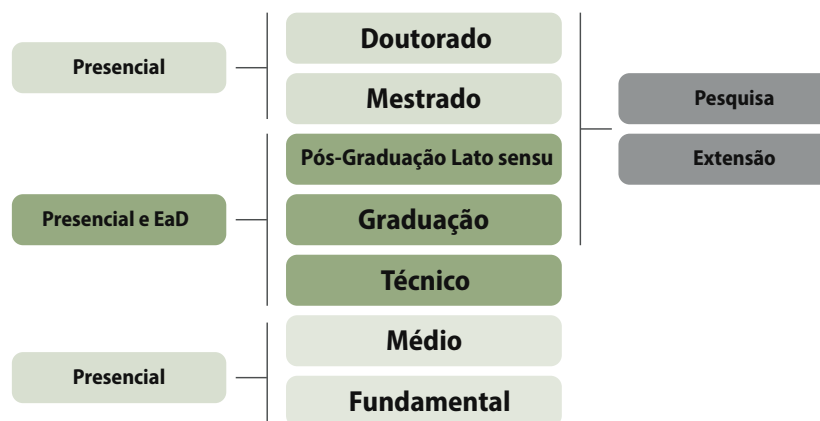 Presencial
Doutorado
Mestrado
Pesquisa
Extensão
Presencial e EaD
Pós-Graduação Lato sensu
Graduação
Técnico
Presencial
Médio
Fundamental